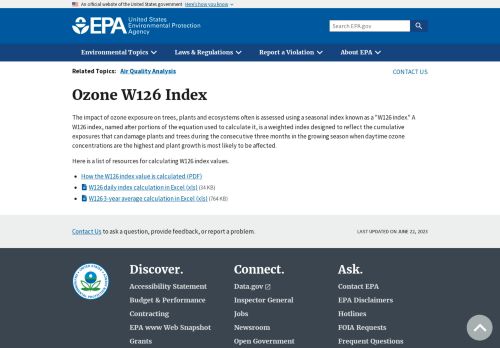 An official website of the United States government Here's how you know
EPA United States
Environmental Protection
Agency
Search EPA.gov
Environmental Topics Laws & Regulations Report a Violation About EPA
Related Topics: Air Quality Analysis CONTACT US
Ozone W126 Index
The impact of ozone exposure on trees, plants and ecosystems often is assessed using a seasonal index known as a "W126 index." A
W126 index, named after portions of the equation used to calculate it, is a weighted index designed to reflect the cumulative
exposures that can damage plants and trees during the consecutive three months in the growing season when daytime ozone
concentrations are the highest and plant growth is most likely to be affected.
Here is a list of resources for calculating W126 index values.
How the W126 index value is calculated (PDF)
W126 daily index calculation in Excel (xls) (34 KB)
W126 3-year average calculation in Excel (xls) (764 KB)
Contact Us to ask a question, provide feedback, or report a problem. LAST UPDATED ON JUNE 22, 2023
Discover. Connect. Ask.
Accessibility Statement Data.gov Contact EPA
Budget & Performance Inspector General EPA Disclaimers
Contracting Jobs Hotlines
EPA www Web Snapshot Newsroom FOIA Requests
Grants Open Government Frequent Questions